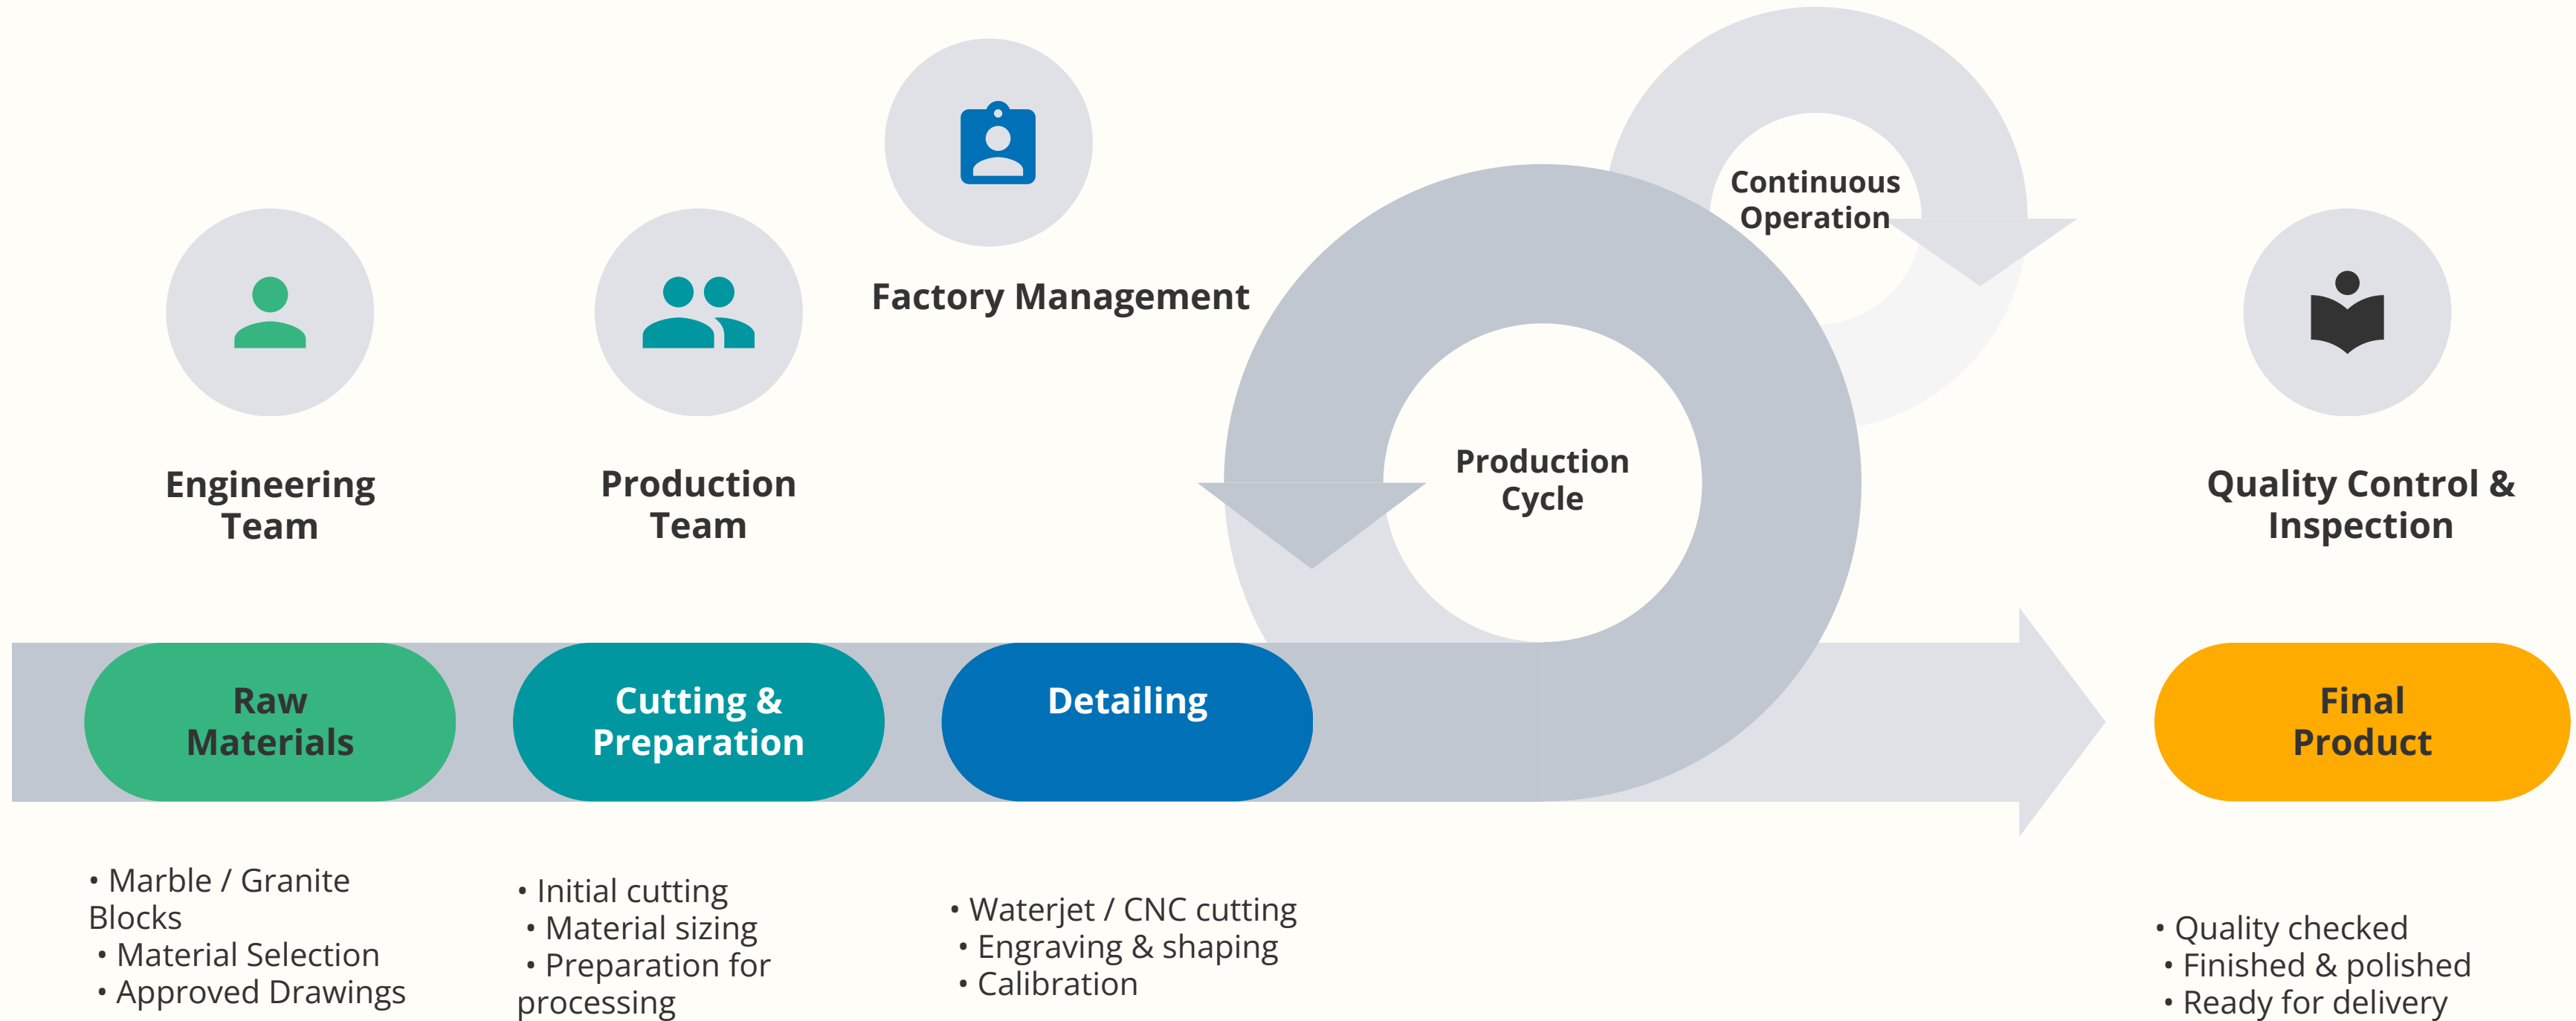 Continuous
Operation
Factory Management
Production
Cycle
Engineering
Team
Production
Team
Quality Control &
Inspection
Raw
Materials
Cutting &
Preparation
Detailing
Final
Product
• Marble / Granite
Blocks
• Material Selection
• Approved Drawings
• Initial cutting
• Material sizing
• Preparation for
processing
• Waterjet / CNC cutting
• Engraving & shaping
• Calibration
• Quality checked
• Finished & polished
• Ready for delivery